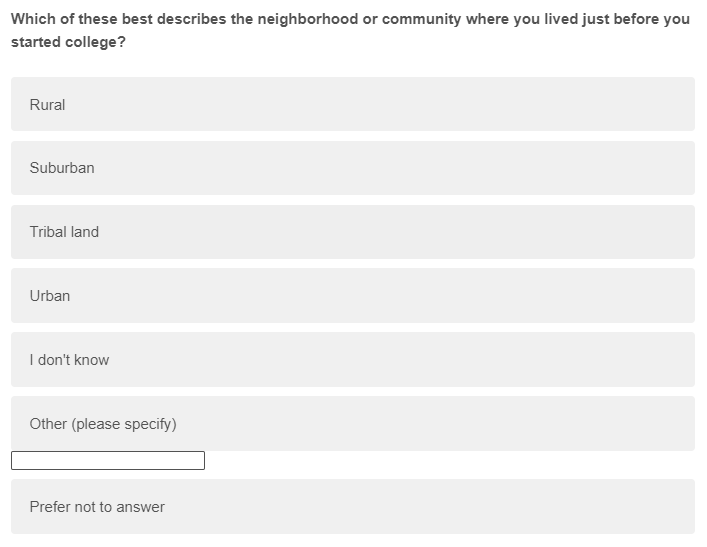 Which of these best describes the neighborhood or community where you lived just before you
started college?
Rural
Suburban
Tribal land
Urban
I don't know
Other (please specify)
Prefer not to answer